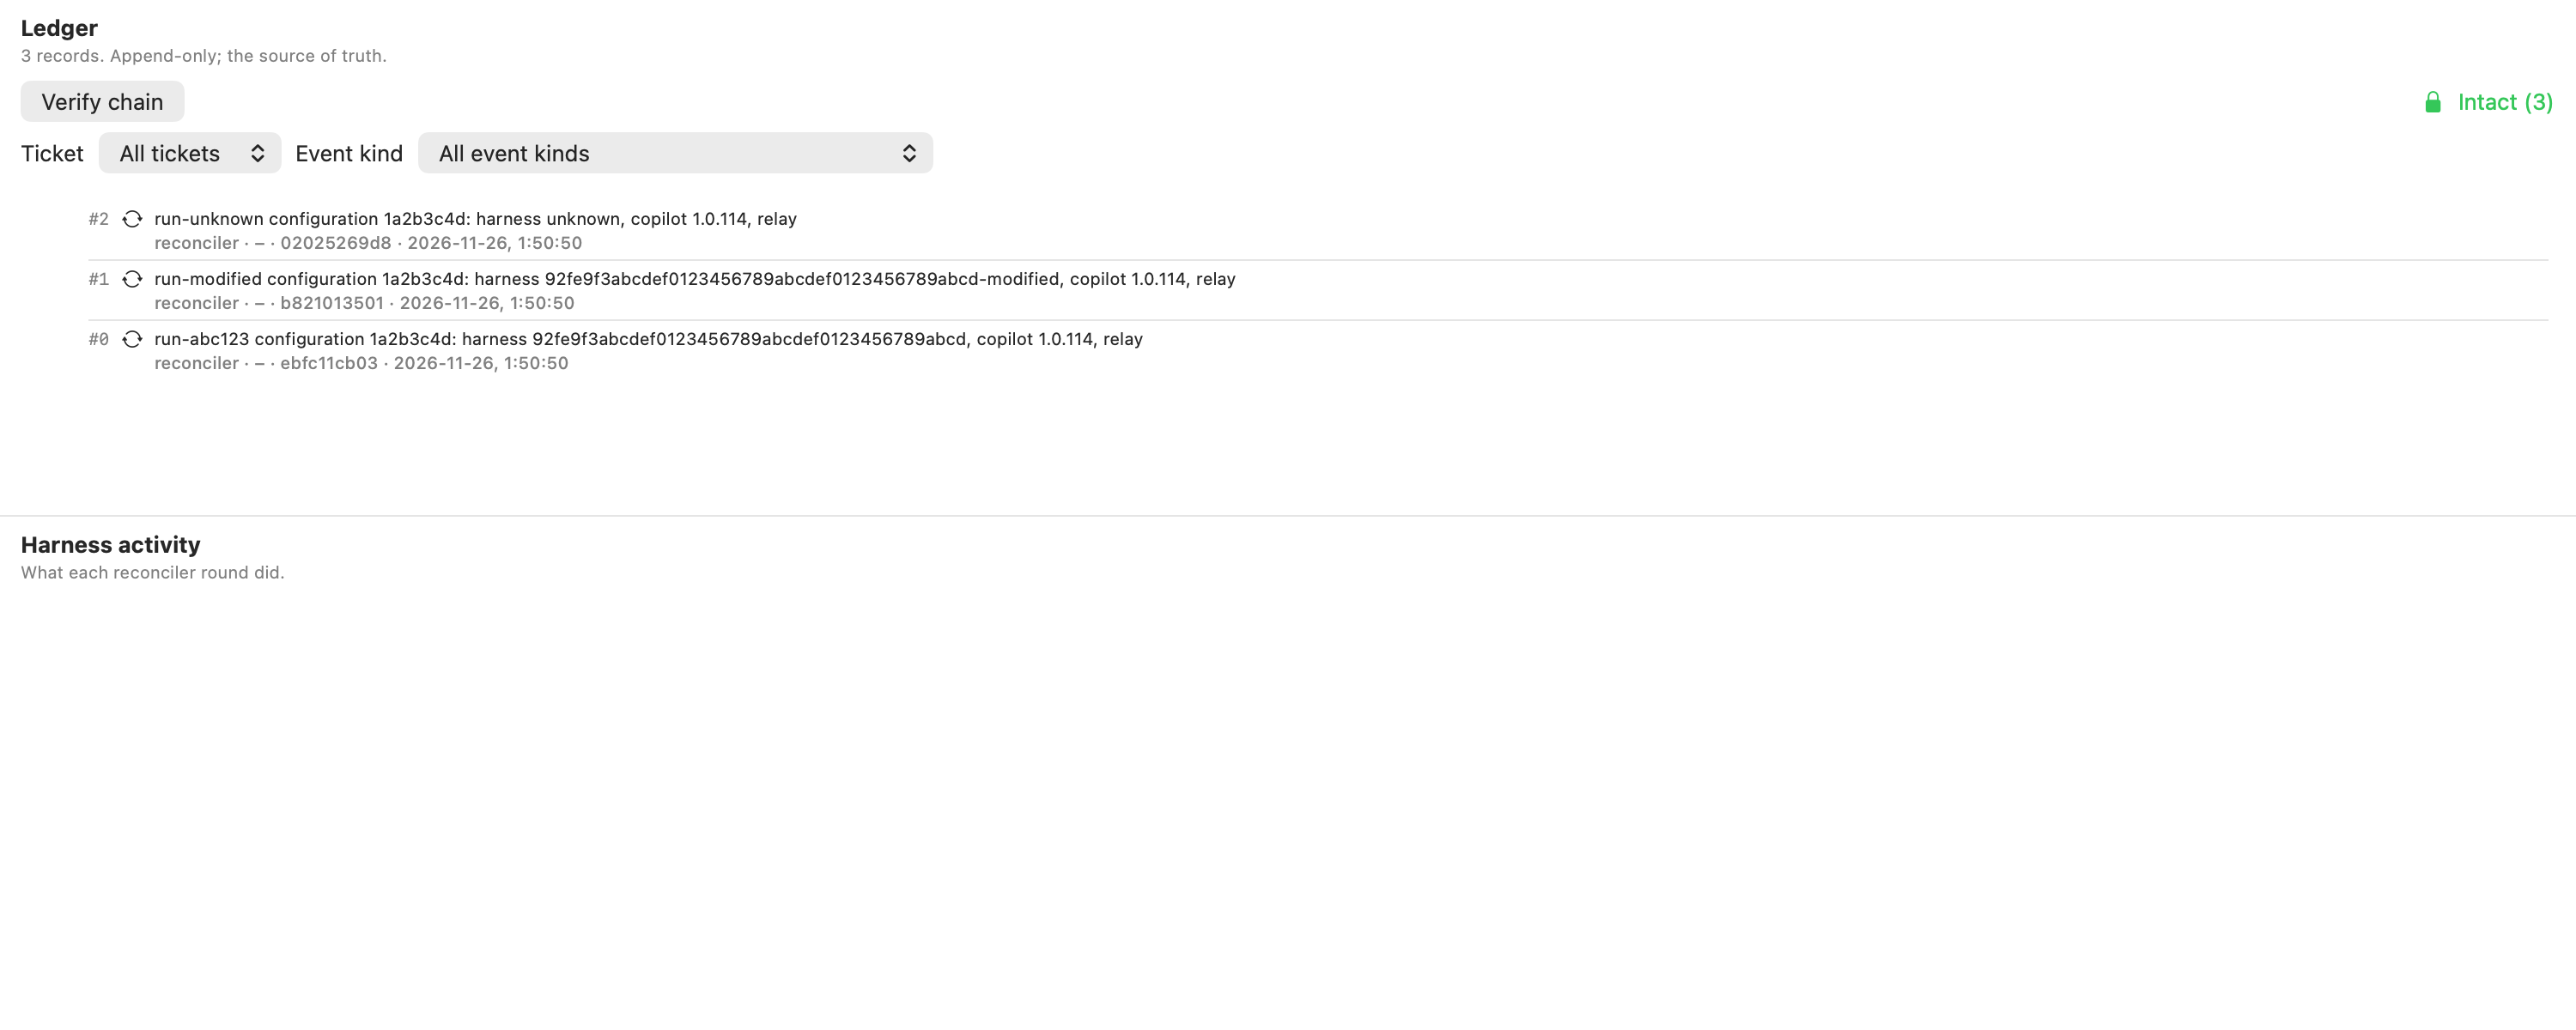 Ledger
3 records. Append-only; the source of truth.
Verify chain
Intact (3)
Ticket All tickets Event kind All event kinds
#2 run-unknown configuration 1a2b3c4d: harness unknown, copilot 1.0.114, relay
reconciler · – · 02025269d8 · 2026-11-26, 1:50:50
#1 run-modified configuration 1a2b3c4d: harness 92fe9f3abcdef0123456789abcdef0123456789abcd-modified, copilot 1.0.114, relay
reconciler · – · b821013501 · 2026-11-26, 1:50:50
#0 run-abc123 configuration 1a2b3c4d: harness 92fe9f3abcdef0123456789abcdef0123456789abcd, copilot 1.0.114, relay
reconciler · – · ebfc11cb03 · 2026-11-26, 1:50:50
Harness activity
What each reconciler round did.